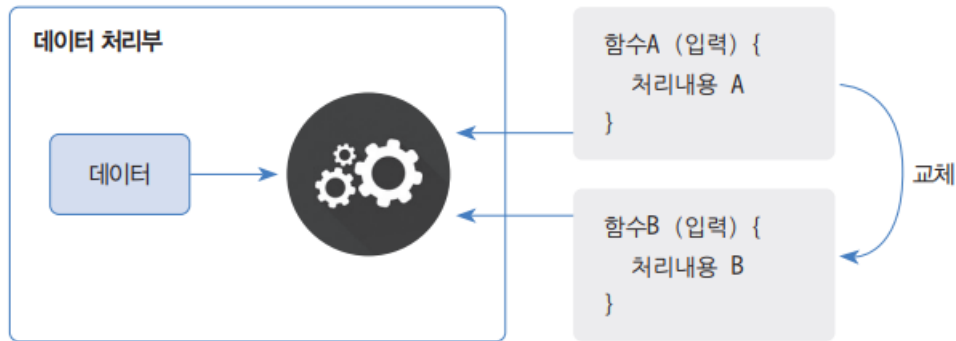 데이터 처리부
데이터
함수A (입력) {
처리내용 A
}
함수B (입력) {
처리내용 B
}
교체